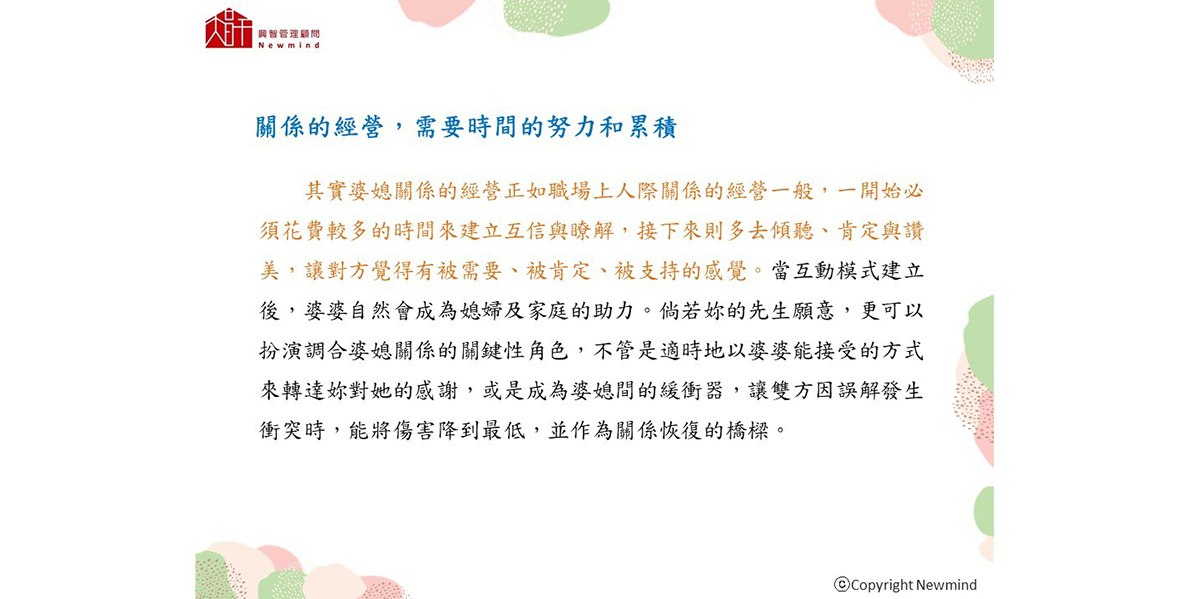 興智管理顧問
Newmind
關係的經營，需要時間的努力和累積
其實婆媳關係的經營正如職場上人際關係的經營一般，一開始必
須花費較多的時間來建立互信與瞭解，接下來則多去傾聽、肯定與讚
美，讓對方覺得有被需要、被肯定、被支持的感覺。當互動模式建立
後，婆婆自然會成為媳婦及家庭的助力。倘若妳的先生願意，更可以
扮演調合婆媳關係的關鍵性角色，不管是適時地以婆婆能接受的方式
來轉達妳對她的感謝，或是成為婆媳間的緩衝器，讓雙方因誤解發生
衝突時，能將傷害降到最低，並作為關係恢復的橋樑。
ⓒCopyright Newmind